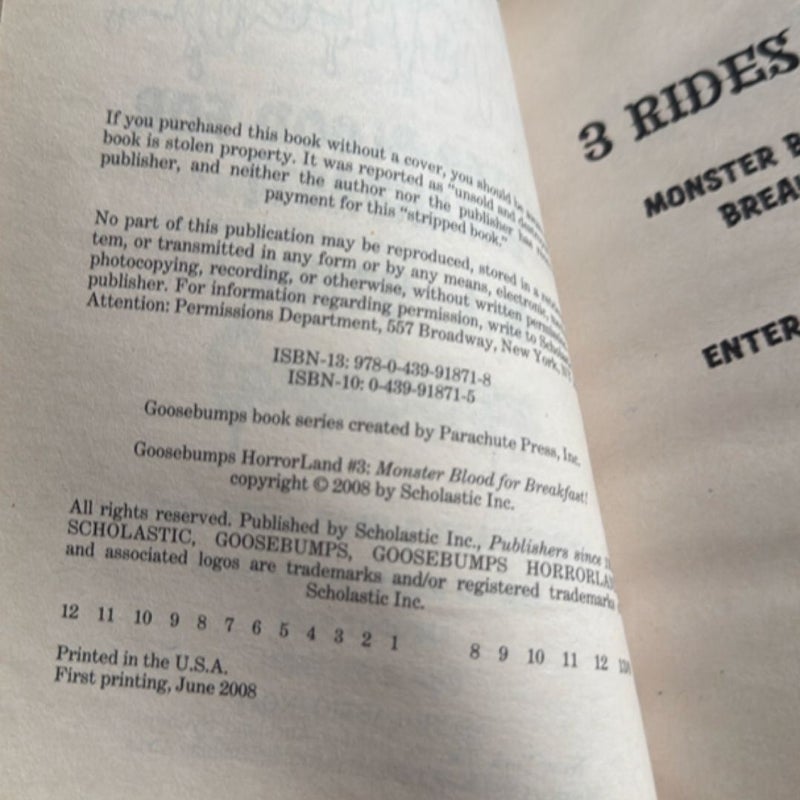 If you purchased this book without a cover, you should be
book is stolen property. It was reported as "unsold and
publisher, and neither the author nor the publisher has
payment for this "stripped book."
No part of this publication may be reproduced, stored in a
tem, or transmitted in any form or by any means, electronic,
photocopying, recording, or otherwise, without written
publisher. For information regarding permission, write to
Attention: Permissions Department, 557 Broadway, New York,
ISBN-13: 978-0-439-91871-8
ISBN-10: 0-439-91871-5
Goosebumps book series created by Parachute Press, Inc.
Goosebumps HorrorLand #3: Monster Blood for Breakfast!
copyright © 2008 by Scholastic Inc.
All rights reserved. Published by Scholastic Inc., Publishers since
SCHOLASTIC, GOOSEBUMPS, GOOSEBUMPS HORRORLA
and associated logos are trademarks and/or registered trademarks
Scholastic Inc.
12 11 10 9 8 7 6 5 4 3 2 1 8 9 10 11 12
Printed in the U.S.A.
First printing, June 2008
3 RIDES
MONSTER B
BREA
ENTER